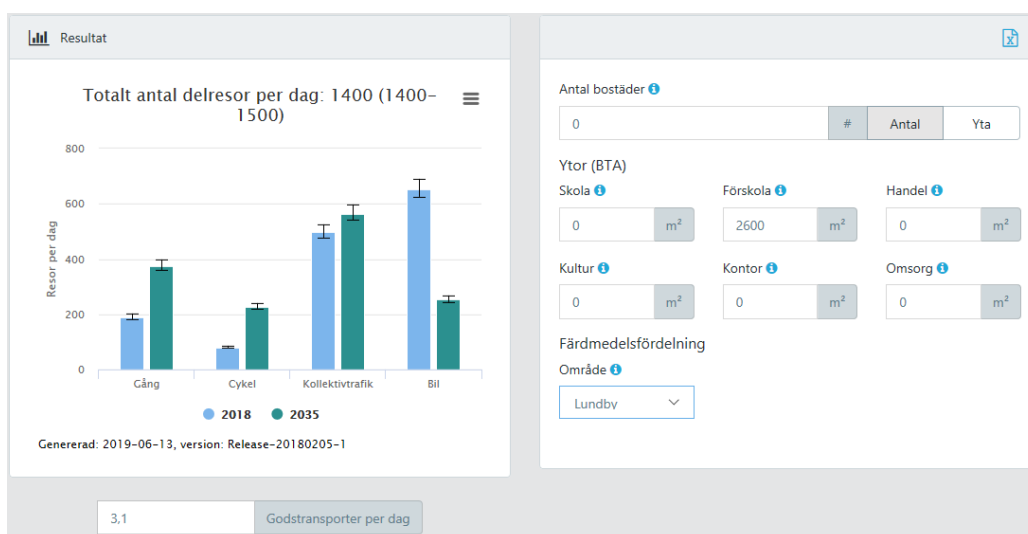 Resultat
Totalt antal delresor per dag: 1400 (1400–
1500)
Resor per dag
800
600
400
200
0
Gång Cykel Kollektivtrafik Bil
2018 2035
Genererad: 2019-06-13, version: Release-20180205-1
3,1 Godstransporter per dag
Antal bostäder
0 # Antal Yta
Ytor (BTA)
Skola Förskola Handel
0 m² 2600 m² 0 m²
Kultur Kontor Omsorg
0 m² 0 m² 0 m²
Färdmedelsfördelning
Område
Lundby